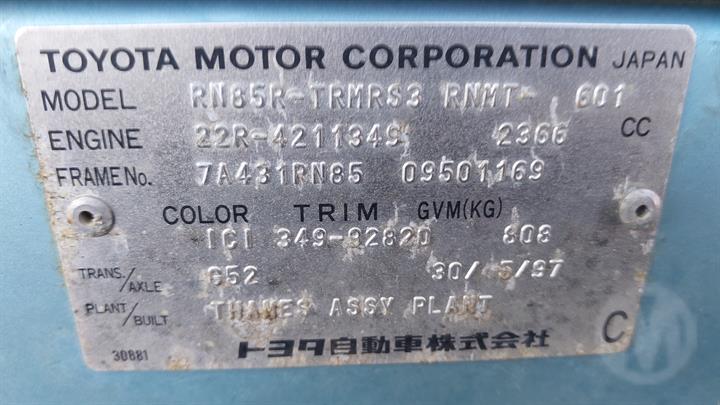 TOYOTA MOTOR CORPORATION JAPAN
MODEL RN85R-TRMRS3 RNMT- 601
ENGINE 22R-4211349 2366 CC
FRAME No. 7A431RN85 09501169
COLOR TRIM GVM(KG)
ICI 349-92820 808
TRANS./AXLE G52 30/ 5/97
PLANT/BUILT THAMES ASSY PLANT
30881 トヨタ自動車株式会社 C
M